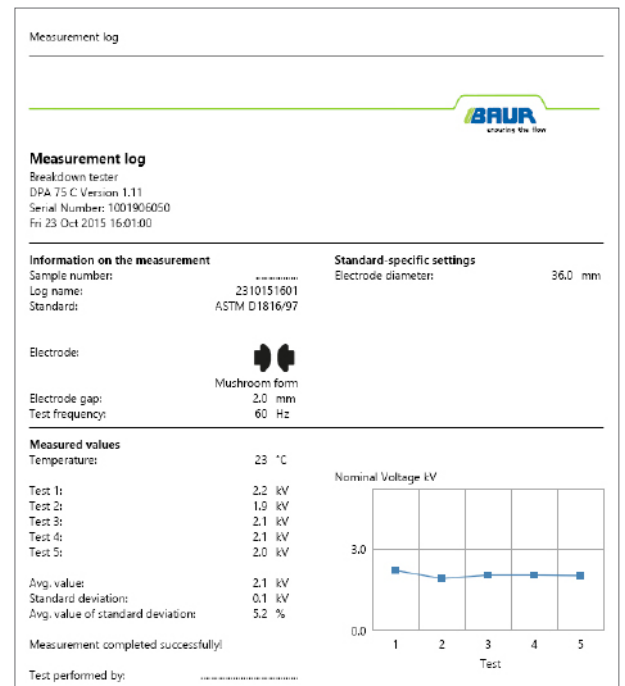 Measurement log
BAUR
ensuring the flow
Measurement log
Breakdown tester
DPA 75 C Version 1.11
Serial Number: 1001906050
Fri 23 Oct 2015 16:01:00
Information on the measurement
Sample number: ...............
Log name: 2310151601
Standard: ASTM D1816/97
Standard-specific settings
Electrode diameter: 36.0 mm
Electrode:
Mushroom form
Electrode gap: 2.0 mm
Test frequency: 60 Hz
Measured values
Temperature: 23 °C
Test 1: 2.2 kV
Test 2: 1.9 kV
Test 3: 2.1 kV
Test 4: 2.1 kV
Test 5: 2.0 kV
Avg. value: 2.1 kV
Standard deviation: 0.1 kV
Avg. value of standard deviation: 5.2 %
Measurement completed successfully!
Test performed by: ..............................
Nominal Voltage kV
3.0
0.0
1 2 3 4 5
Test